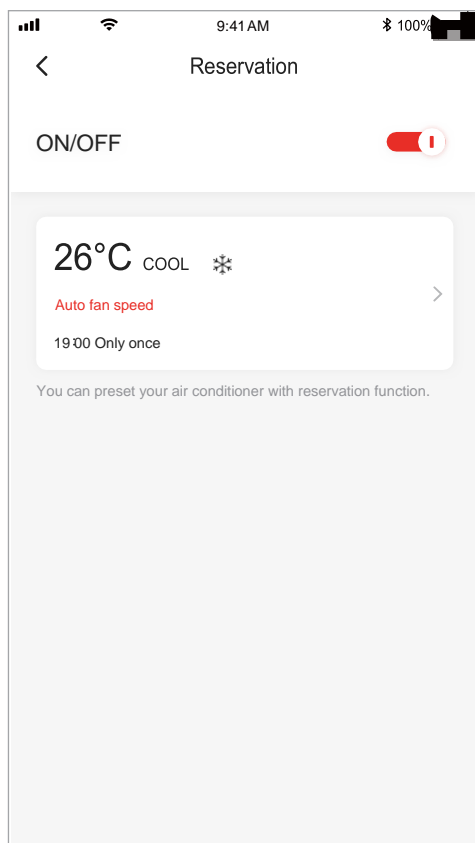 9:41 AM 100%
Reservation
ON/OFF
26°C COOL
Auto fan speed
19:00 Only once
You can preset your air conditioner with reservation function.